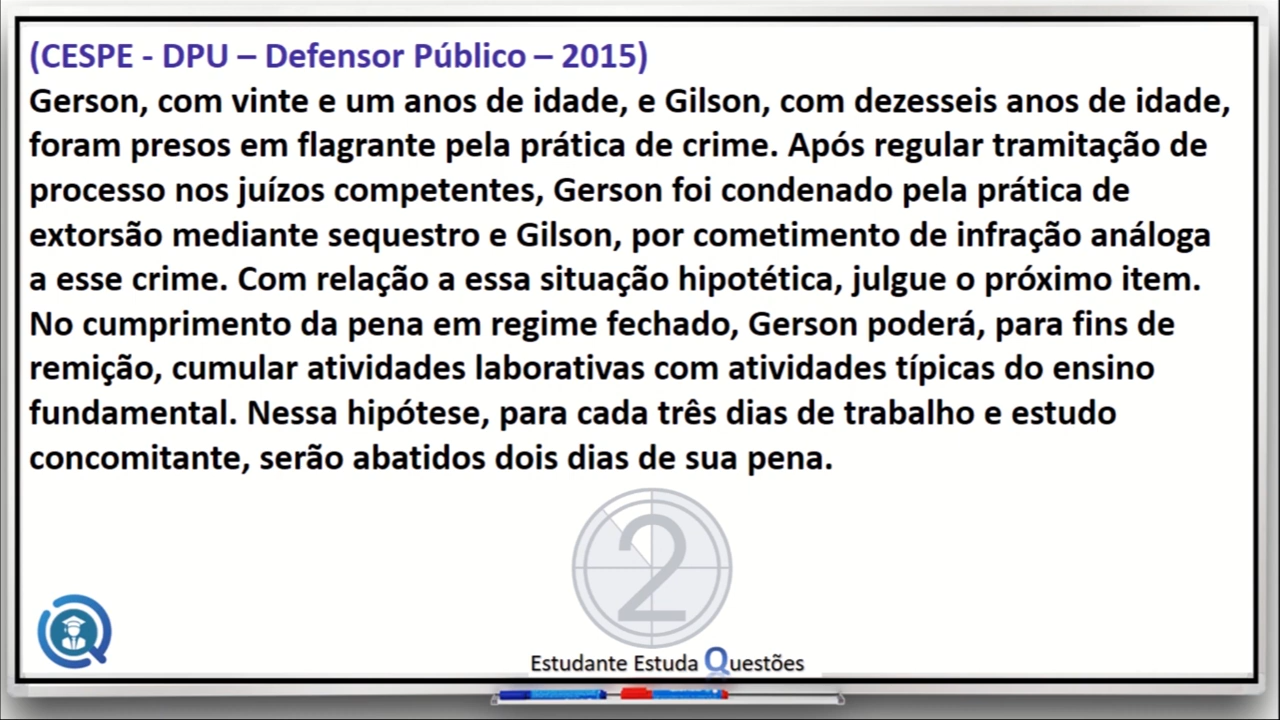 (CESPE - DPU – Defensor Público – 2015)
Gerson, com vinte e um anos de idade, e Gilson, com dezesseis anos de idade,
foram presos em flagrante pela prática de crime. Após regular tramitação de
processo nos juízos competentes, Gerson foi condenado pela prática de
extorsão mediante sequestro e Gilson, por cometimento de infração análoga
a esse crime. Com relação a essa situação hipotética, julgue o próximo item.
No cumprimento da pena em regime fechado, Gerson poderá, para fins de
remição, cumular atividades laborativas com atividades típicas do ensino
fundamental. Nessa hipótese, para cada três dias de trabalho e estudo
concomitante, serão abatidos dois dias de sua pena.
2
Estudante Estuda Questões